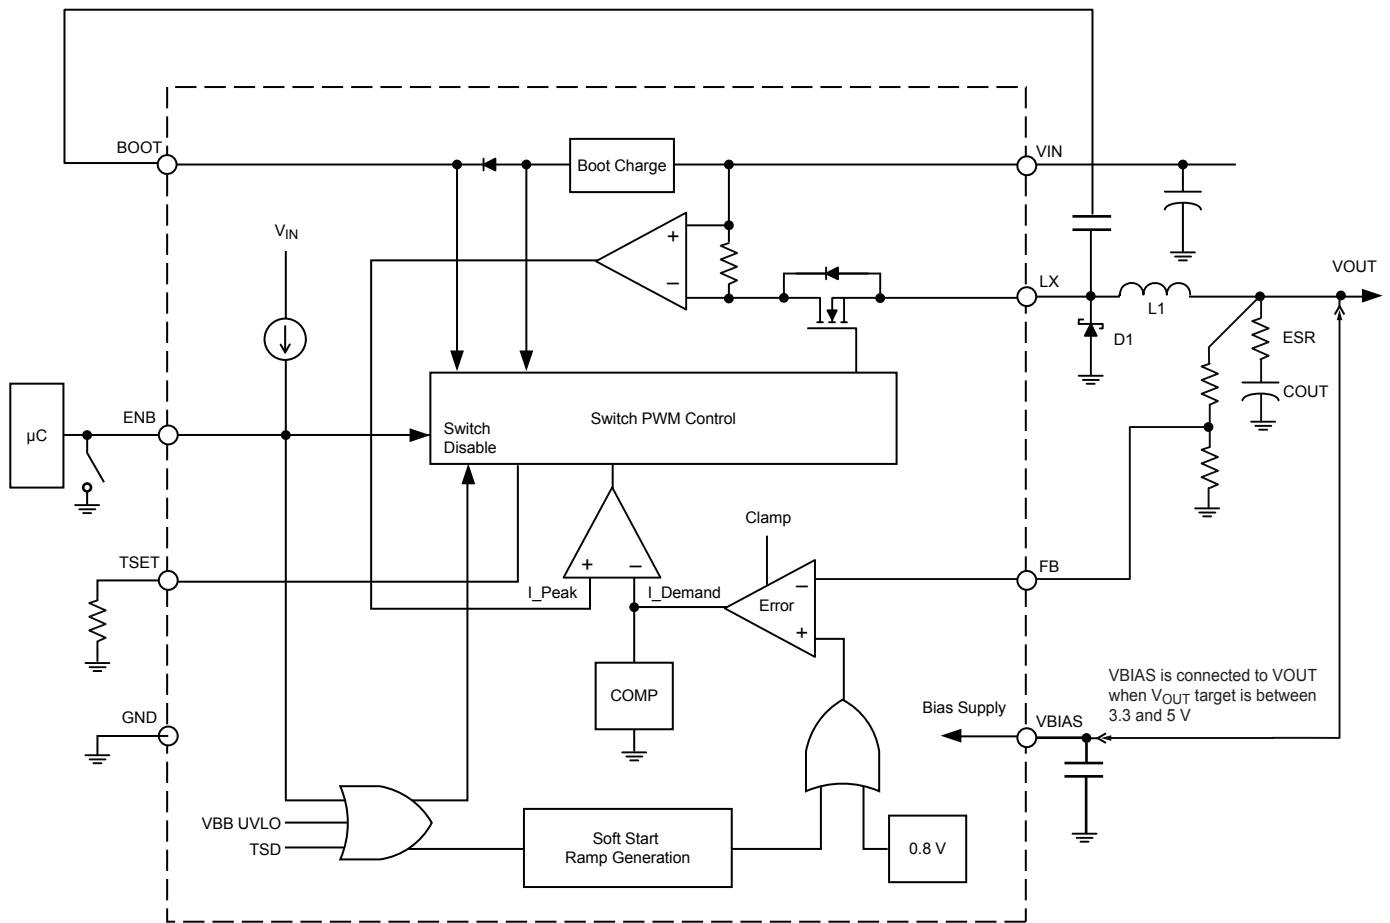 BOOT
Boot Charge
VIN
+
−
V_IN
LX
L1
VOUT
D1
ESR
COUT
µC
ENB
Switch
Disable
Switch PWM Control
TSET
+
−
I_Peak
I_Demand
Clamp
−
Error
+
FB
COMP
GND
Bias Supply
VBIAS
VBIAS is connected to VOUT
when V_OUT target is between
3.3 and 5 V
VBB UVLO
TSD
Soft Start
Ramp Generation
0.8 V